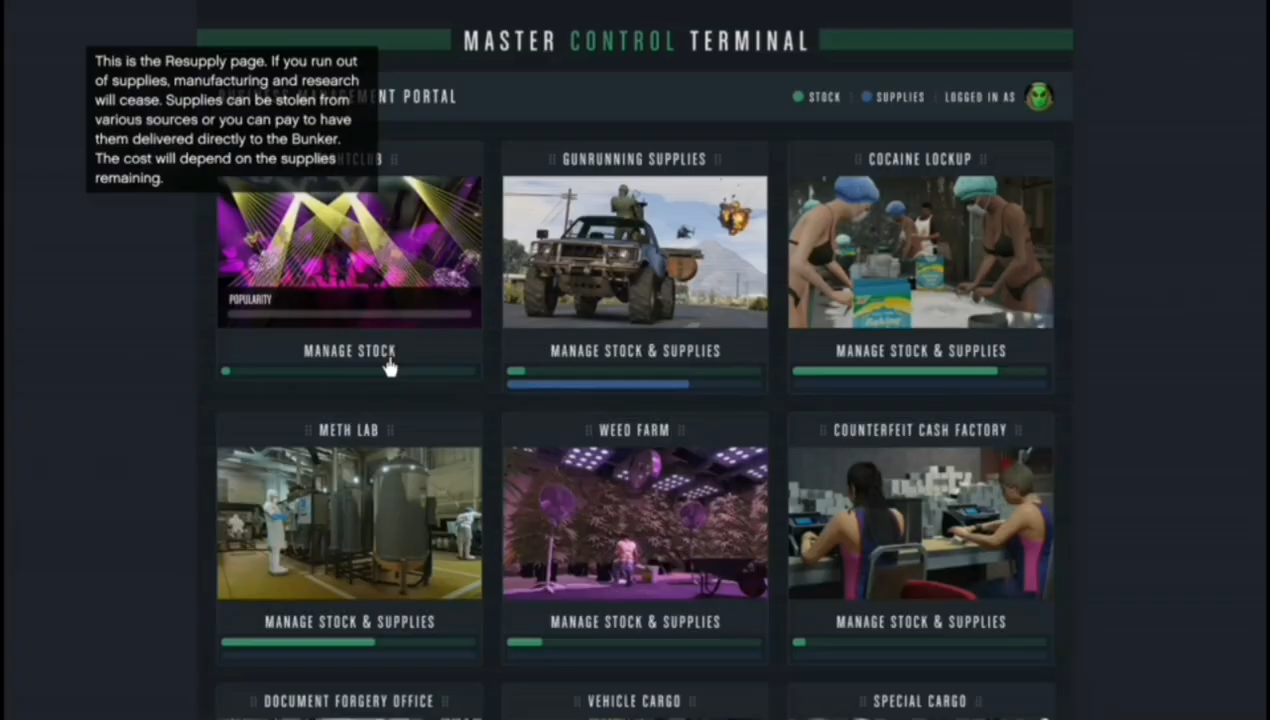 MASTER CONTROL TERMINAL
This is the Resupply page. If you run out
of supplies, manufacturing and research
will cease. Supplies can be stolen from
various sources or you can pay to have
them delivered directly to the Bunker.
The cost will depend on the supplies
remaining.
PORTAL
STOCK
SUPPLIES
LOGGED IN AS
GUNRUNNING SUPPLIES
COCAINE LOCKUP
POPULARITY
MANAGE STOCK
MANAGE STOCK & SUPPLIES
MANAGE STOCK & SUPPLIES
METH LAB
WEED FARM
COUNTERFEIT CASH FACTORY
MANAGE STOCK & SUPPLIES
MANAGE STOCK & SUPPLIES
MANAGE STOCK & SUPPLIES
DOCUMENT FORGERY OFFICE
VEHICLE CARGO
SPECIAL CARGO